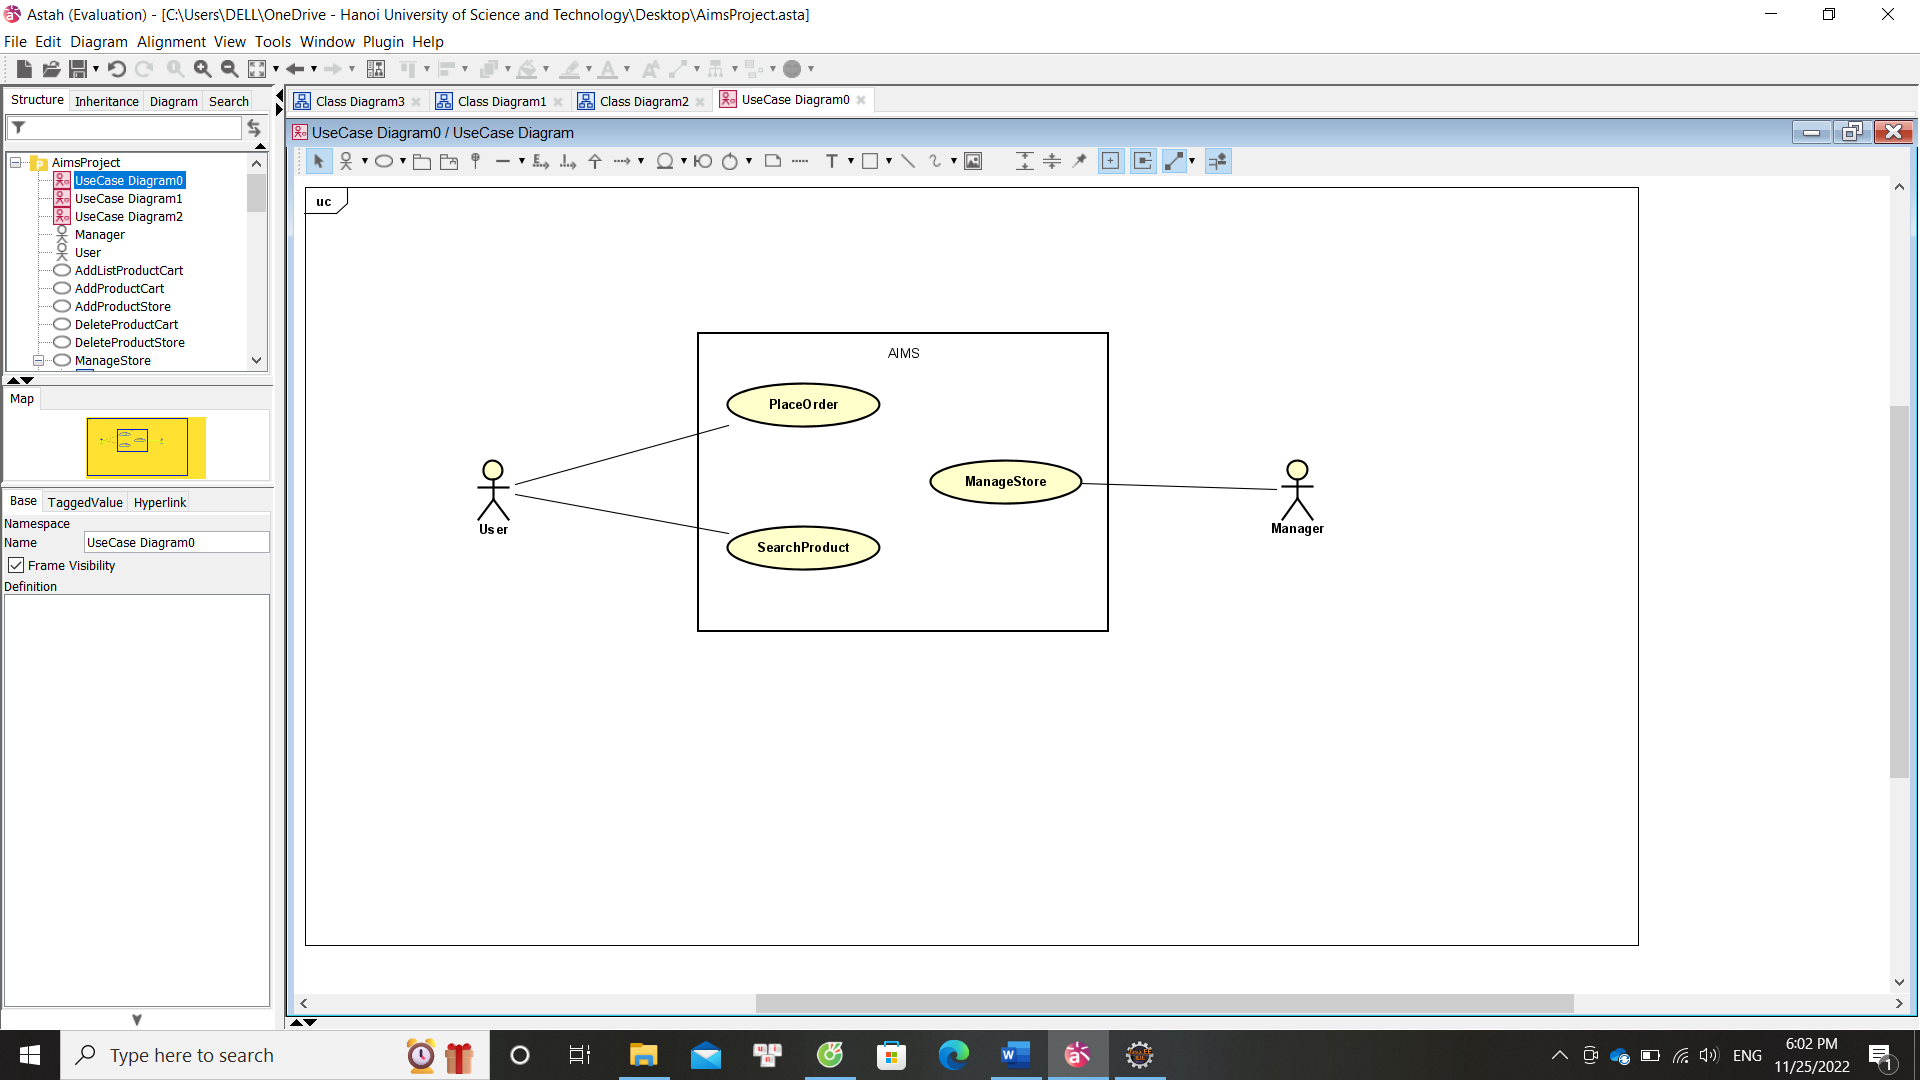 Astah (Evaluation) - [C:\Users\DELL\OneDrive - Hanoi University of Science and Technology\Desktop\AimsProject.asta]
File Edit Diagram Alignment View Tools Window Plugin Help
Structure Inheritance Diagram Search
Class Diagram3 Class Diagram1 Class Diagram2 UseCase Diagram0
UseCase Diagram0 / UseCase Diagram
AimsProject
UseCase Diagram0
UseCase Diagram1
UseCase Diagram2
Manager
User
AddListProductCart
AddProductCart
AddProductStore
DeleteProductCart
DeleteProductStore
ManageStore
Map
Base TaggedValue Hyperlink
Namespace
Name UseCase Diagram0
Frame Visibility
Definition
uc
AIMS
PlaceOrder
ManageStore
SearchProduct
User
Manager
Type here to search
ENG
6:02 PM
11/25/2022
1